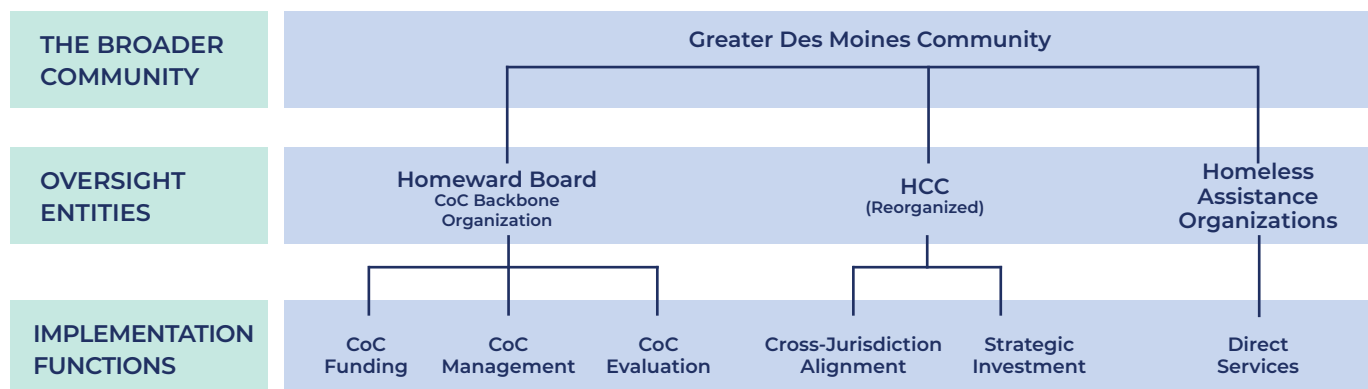 THE BROADER
COMMUNITY
Greater Des Moines Community
OVERSIGHT
ENTITIES
Homeward Board
CoC Backbone
Organization
HCC
(Reorganized)
Homeless
Assistance
Organizations
IMPLEMENTATION
FUNCTIONS
CoC
Funding
CoC
Management
CoC
Evaluation
Cross-Jurisdiction
Alignment
Strategic
Investment
Direct
Services